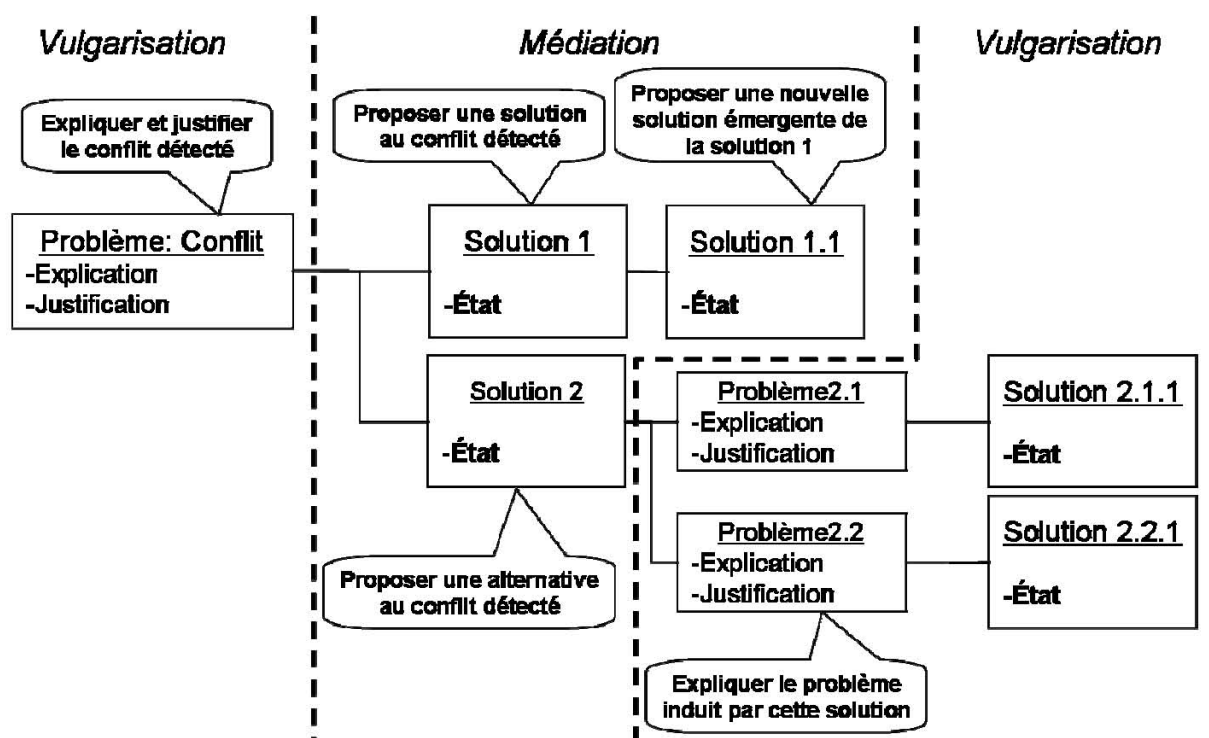 Vulgarisation
Médiation
Vulgarisation
Expliquer et justifier
le conflit détecté
Proposer une solution
au conflit détecté
Proposer une nouvelle
solution émergente de
la solution 1
Problème: Conflit
-Explication
-Justification
Solution 1
-État
Solution 1.1
-État
Solution 2
-État
Problème2.1
-Explication
-Justification
Solution 2.1.1
-État
Problème2.2
-Explication
-Justification
Solution 2.2.1
-État
Proposer une alternative
au conflit détecté
Expliquer le problème
induit par cette solution